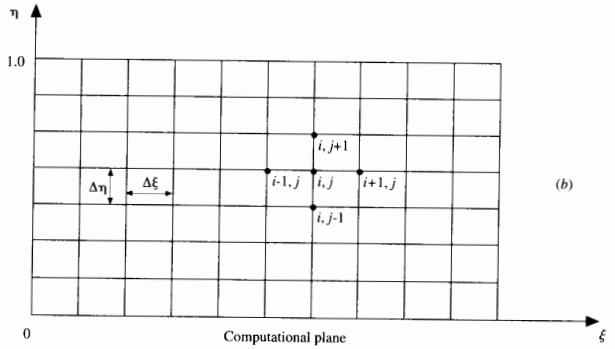 η
1.0
i, j+1
i-1, j
i, j
i+1, j
Δη
Δξ
(b)
i, j-1
0
Computational plane
ξ